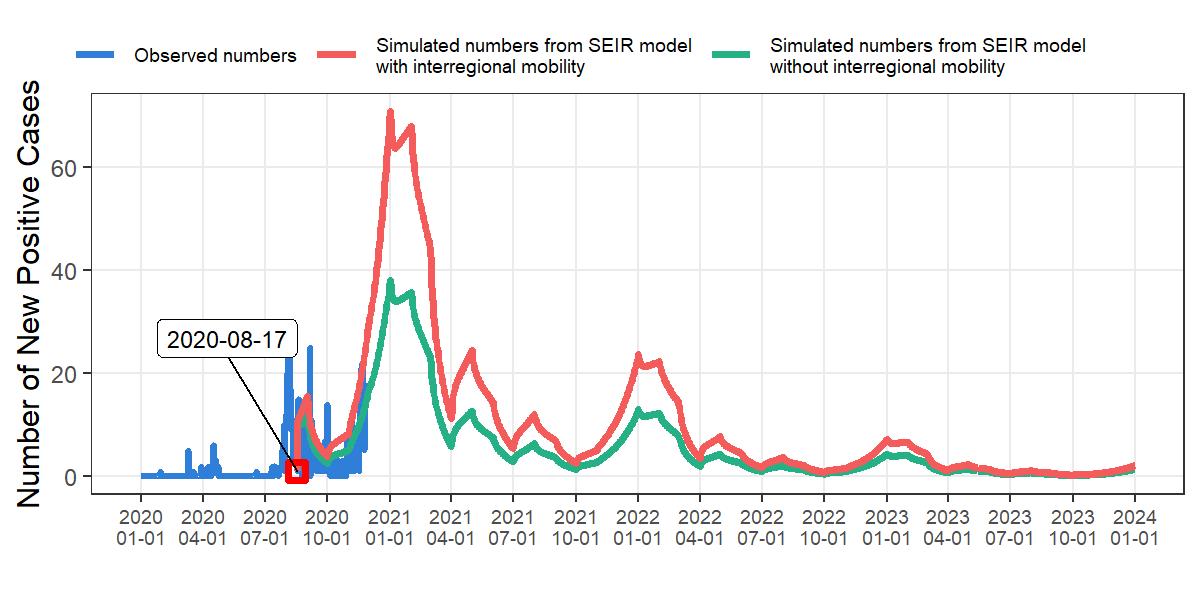 Observed numbers
Simulated numbers from SEIR model
with interregional mobility
Simulated numbers from SEIR model
without interregional mobility
Number of New Positive Cases
60
40
20
0
2020-08-17
2020 2020 2020 2020 2021 2021 2021 2021 2022 2022 2022 2022 2023 2023 2023 2023 2024
01-01 04-01 07-01 10-01 01-01 04-01 07-01 10-01 01-01 04-01 07-01 10-01 01-01 04-01 07-01 10-01 01-01